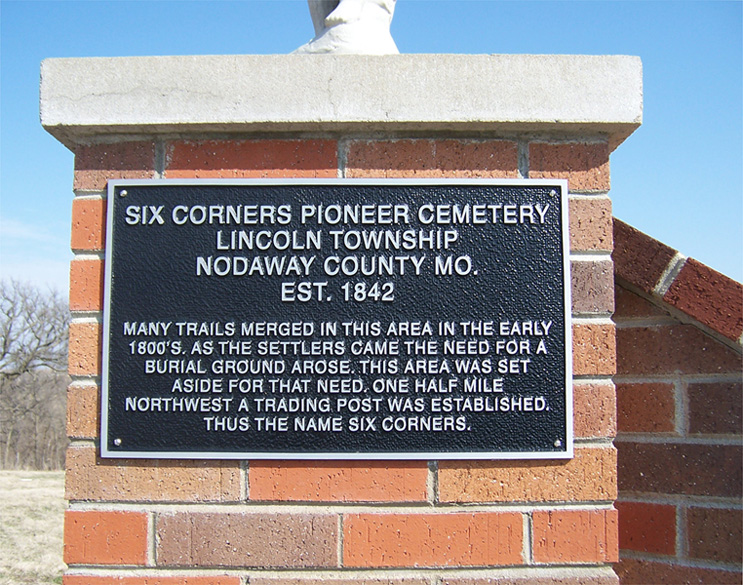 SIX CORNERS PIONEER CEMETERY
LINCOLN TOWNSHIP
NODAWAY COUNTY MO.
EST. 1842
MANY TRAILS MERGED IN THIS AREA IN THE EARLY
1800'S. AS THE SETTLERS CAME THE NEED FOR A
BURIAL GROUND AROSE. THIS AREA WAS SET
ASIDE FOR THAT NEED. ONE HALF MILE
NORTHWEST A TRADING POST WAS ESTABLISHED.
THUS THE NAME SIX CORNERS.